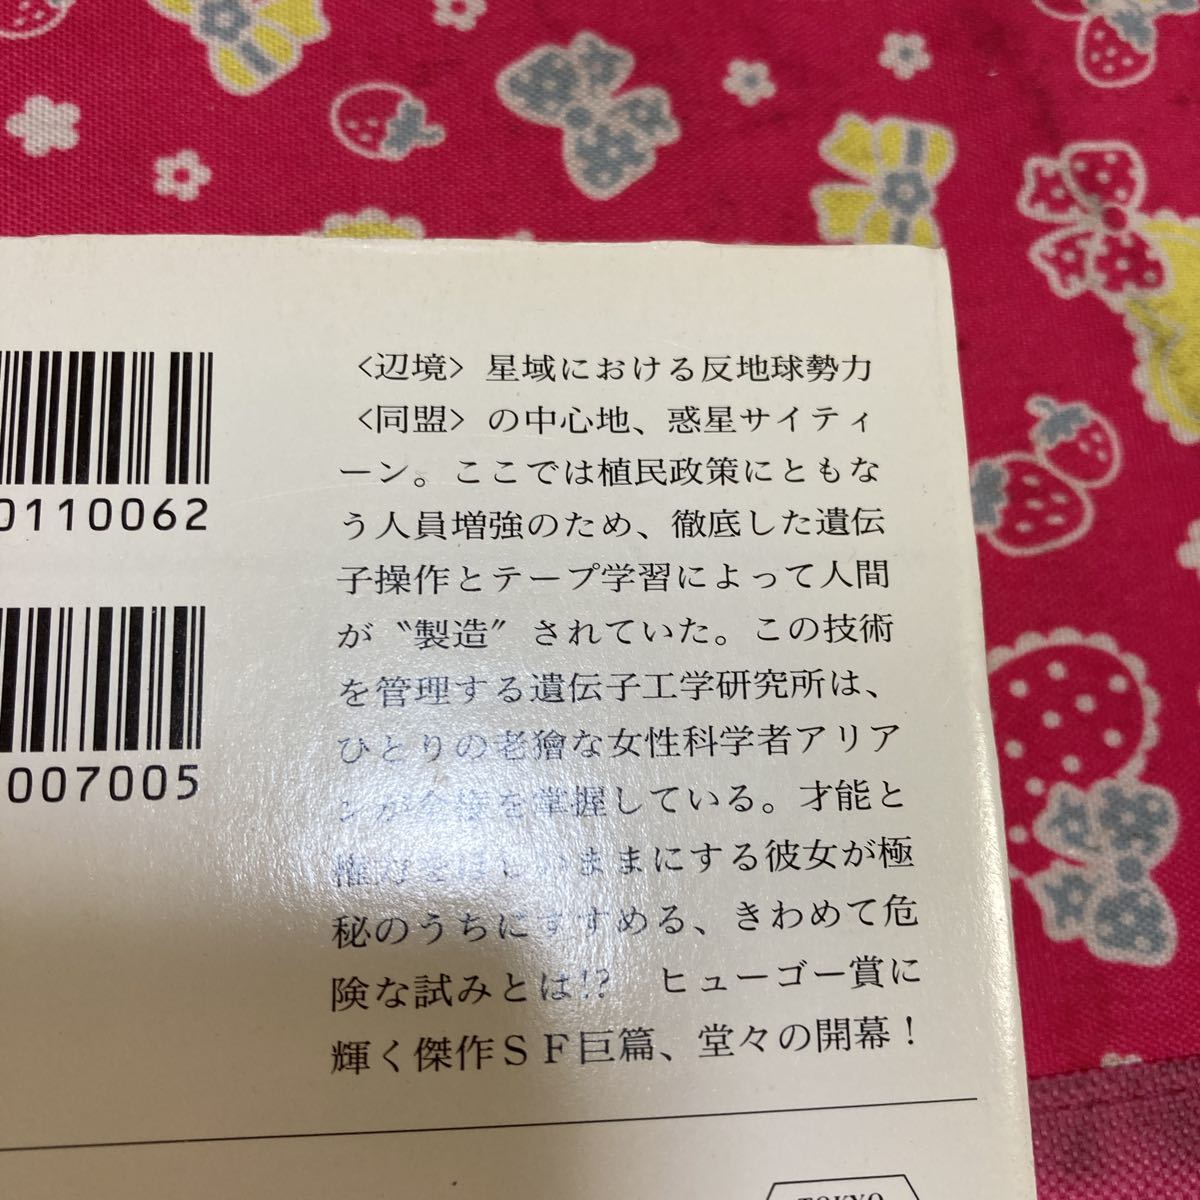 0110062
007005
〈辺境〉星域における反地球勢力
〈同盟〉の中心地、惑星サイティ
ーン。ここでは植民政策にともな
う人員増強のため、徹底した遺伝
子操作とテープ学習によって人間
が〝製造〟されていた。この技術
を管理する遺伝子工学研究所は、
ひとりの老獪な女性科学者アリア
ンが全権を掌握している。才能と
権力をほしいままにする彼女が極
秘のうちにすすめる、きわめて危
険な試みとは!? ヒューゴー賞に
輝く傑作ＳＦ巨篇、堂々の開幕！
TOKYO